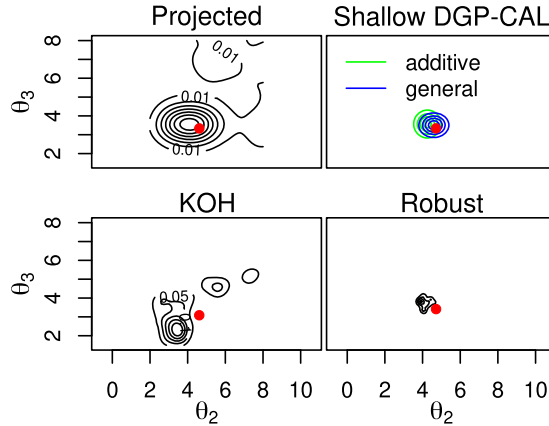 Projected
Shallow DGP-CAL
0.01
0.01
0.01
additive
general
θ3
2 4 6 8
KOH
Robust
0.05
θ3
2 4 6 8
0 2 4 6 8 10
0 2 4 6 8 10
θ2
θ2